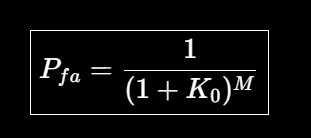 P_{fa} = \frac{1}{(1 + K_0)^M}